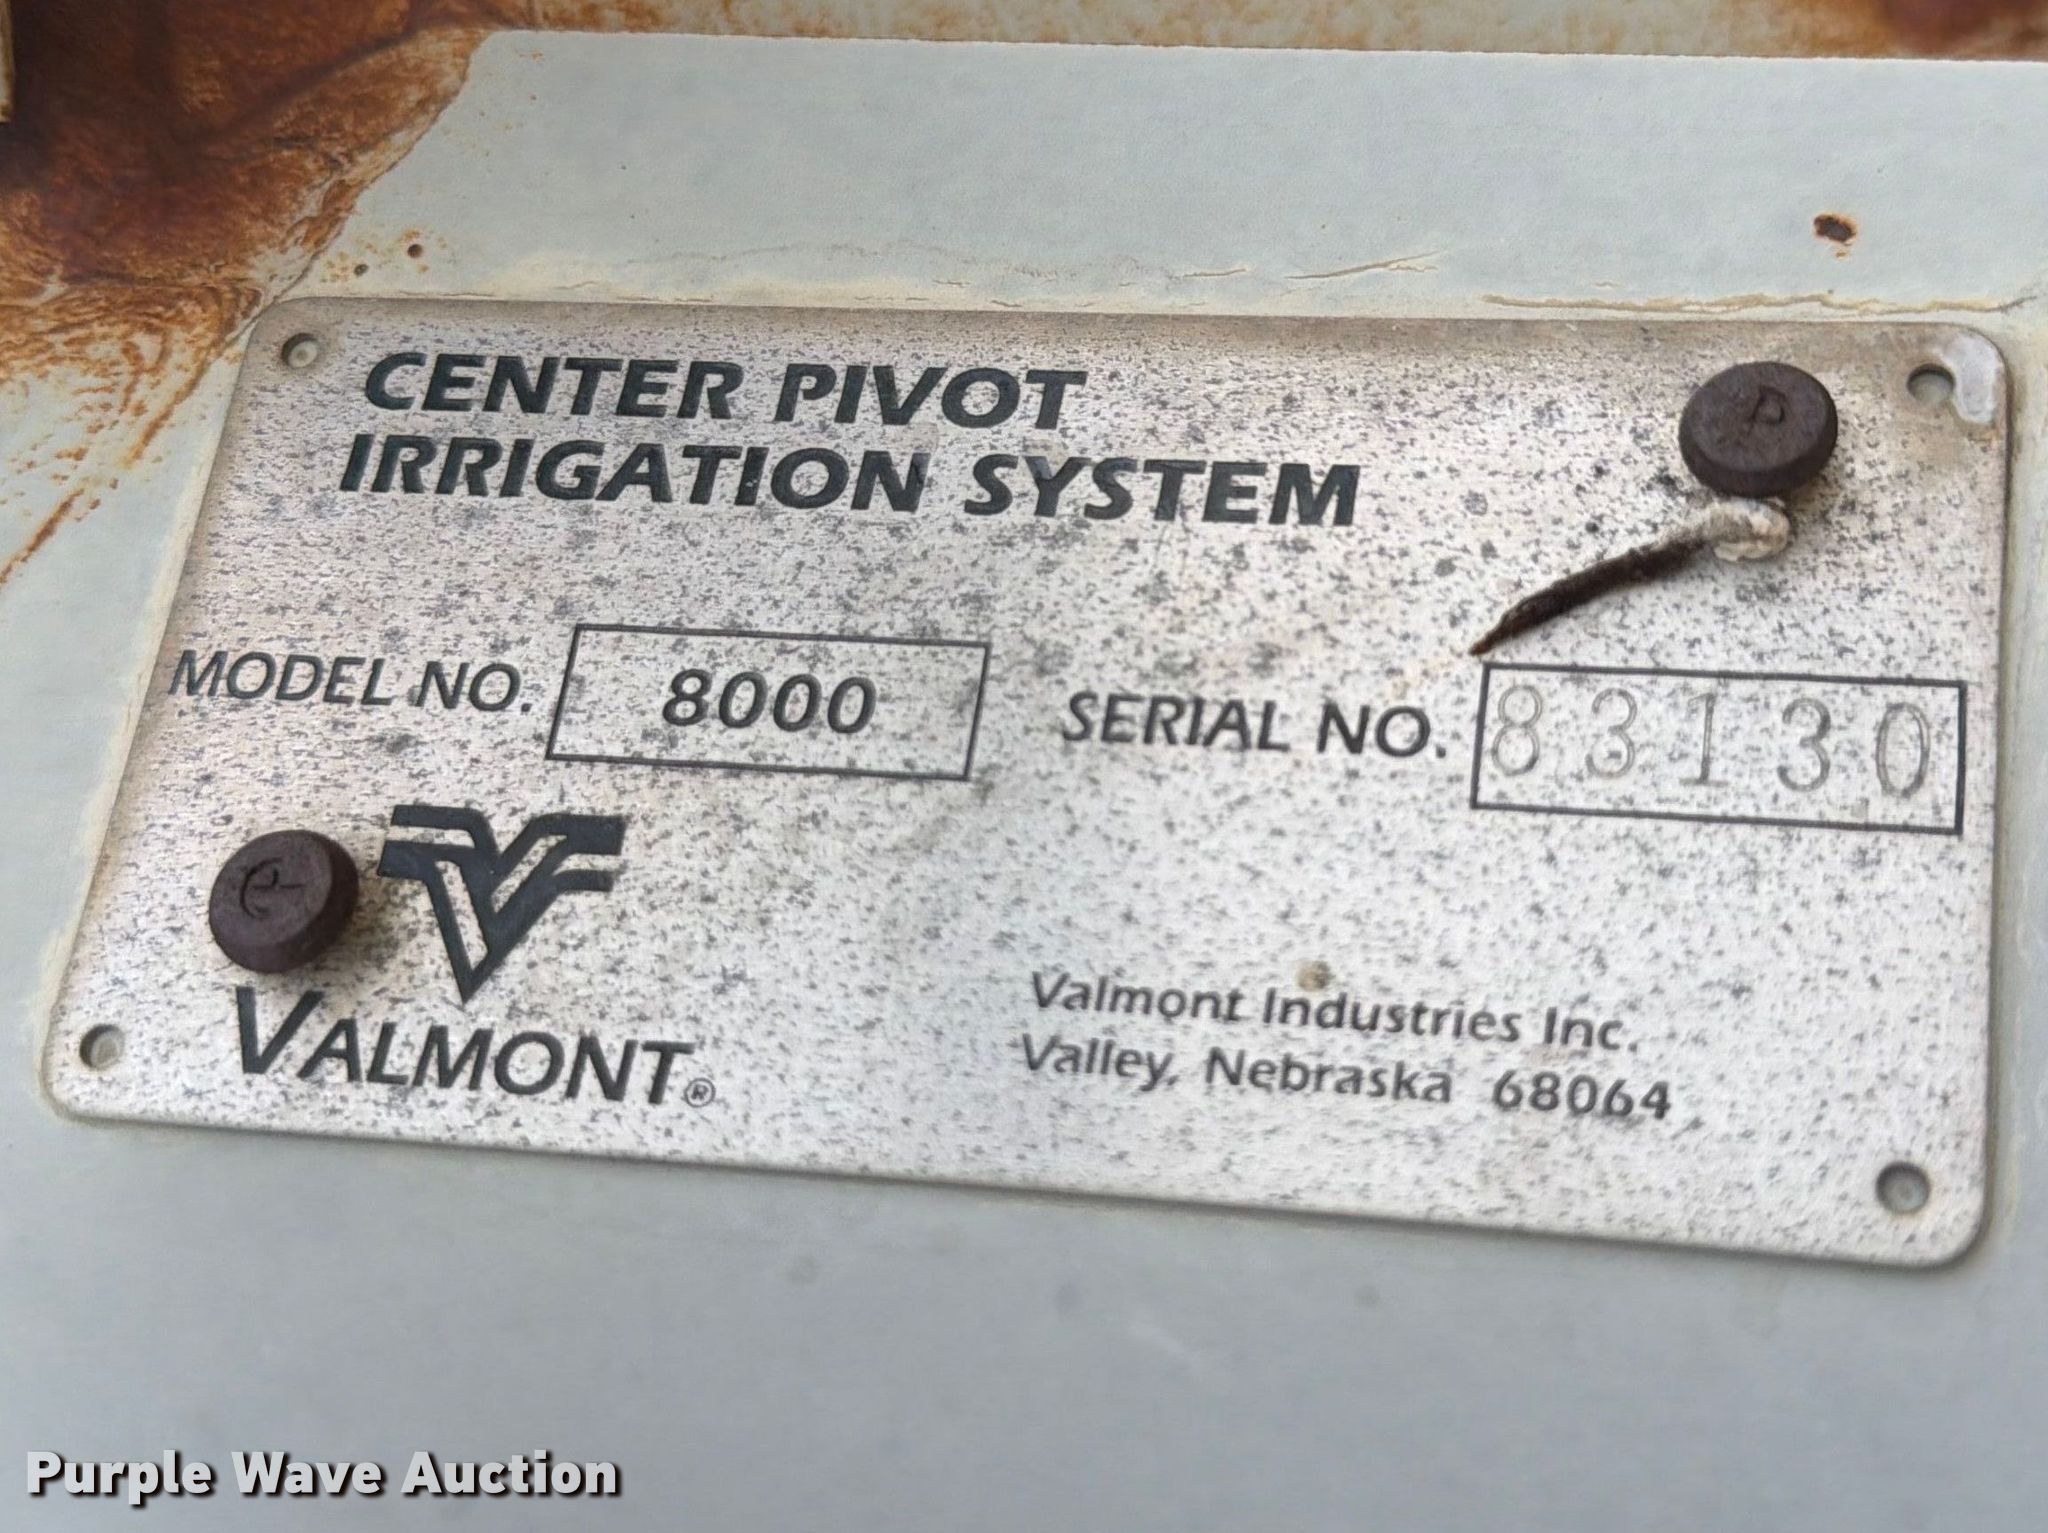 CENTER PIVOT
IRRIGATION SYSTEM
MODEL NO. 8000 SERIAL NO. 83130
VALMONT®
Valmont Industries Inc.
Valley, Nebraska 68064
Purple Wave Auction